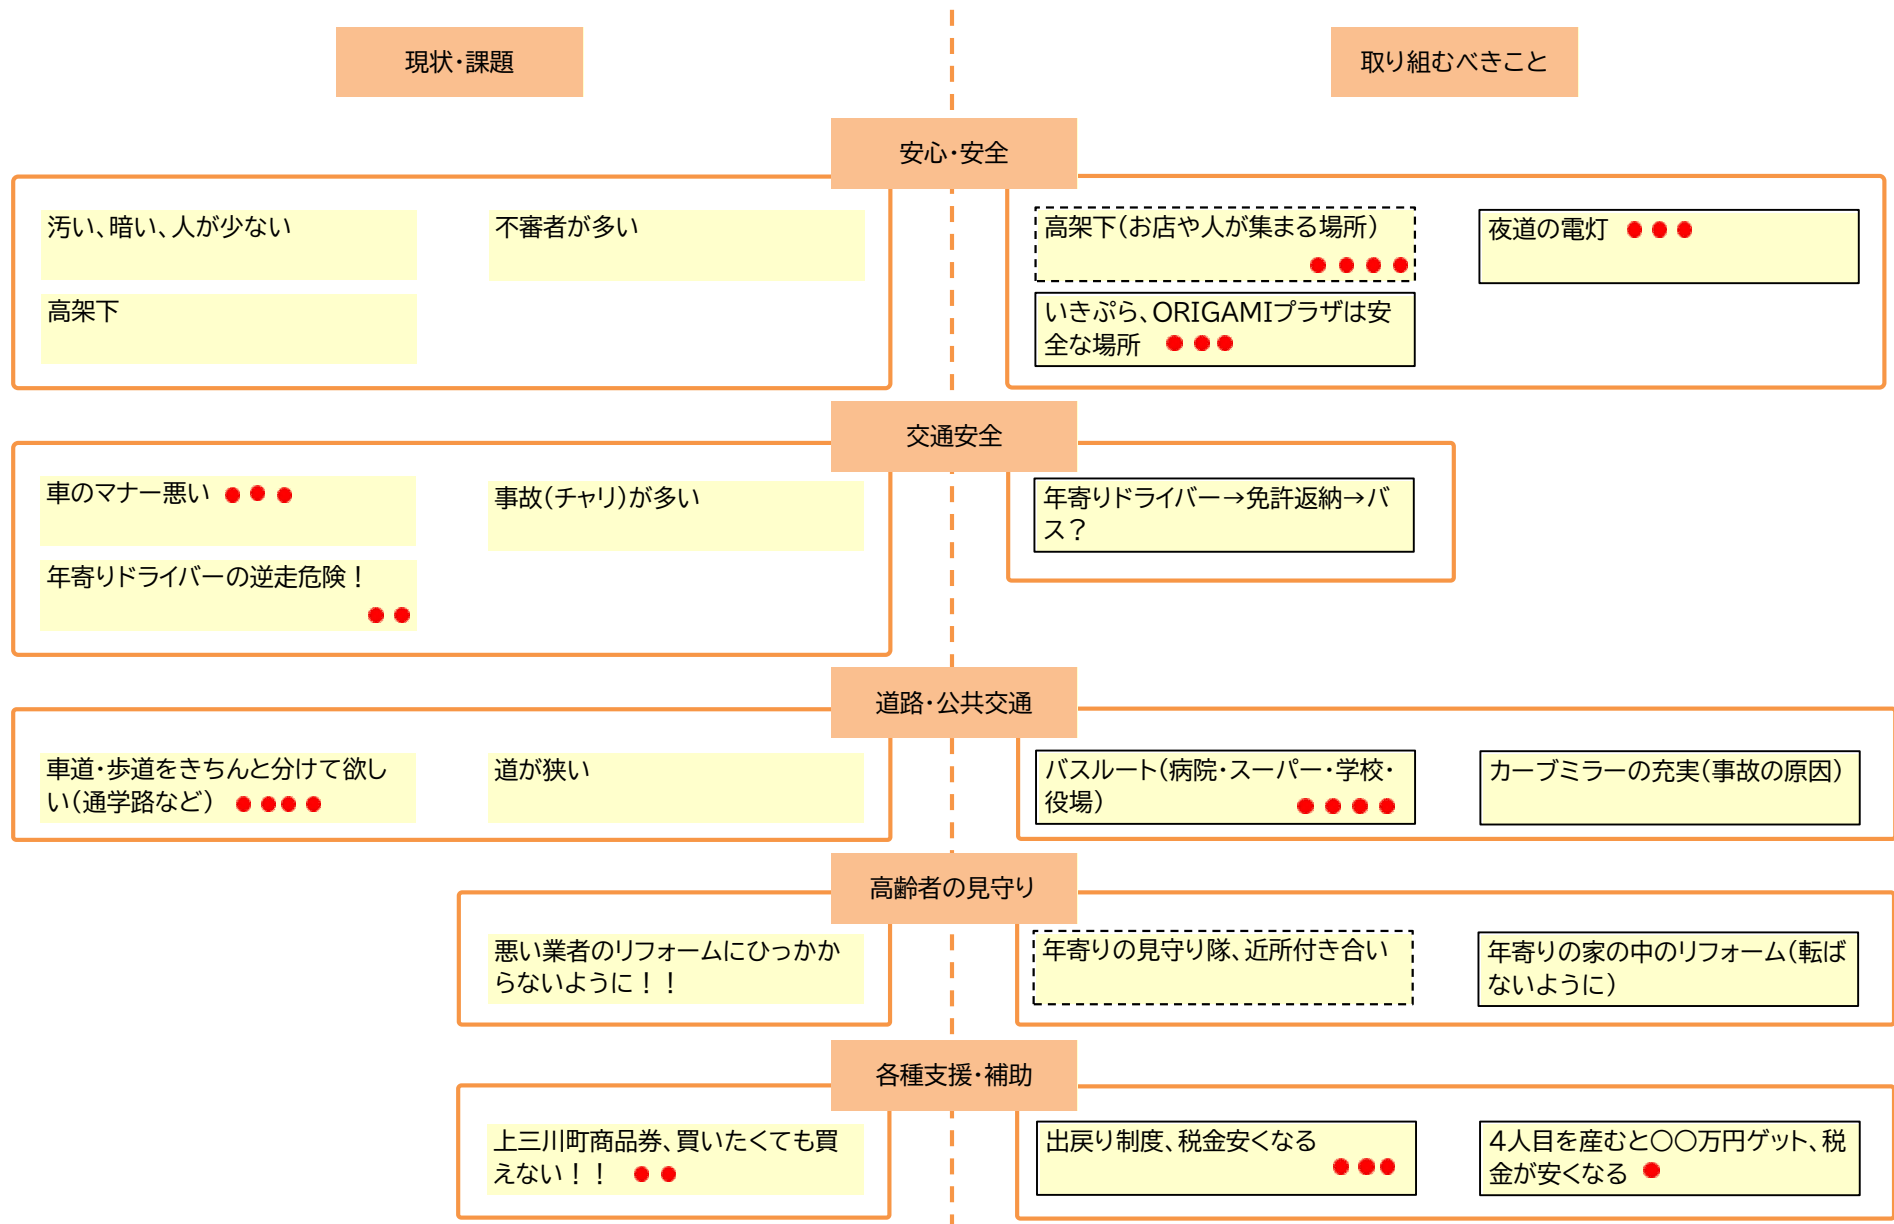 現状・課題
取り組むべきこと
安心・安全
汚い、暗い、人が少ない
不審者が多い
高架下
高架下（お店や人が集まる場所）
夜道の電灯
いきぷら、ORIGAMIプラザは安
全な場所
交通安全
車のマナー悪い
事故（チャリ）が多い
年寄りドライバーの逆走危険！
年寄りドライバー→免許返納→バ
ス？
道路・公共交通
車道・歩道をきちんと分けて欲し
い（通学路など）
道が狭い
バスルート（病院・スーパー・学校・
役場）
カーブミラーの充実（事故の原因）
高齢者の見守り
悪い業者のリフォームにひっかか
らないように！！
年寄りの見守り隊、近所付き合い
年寄りの家の中のリフォーム（転ば
ないように）
各種支援・補助
上三川町商品券、買いたくても買
えない！！
出戻り制度、税金安くなる
4人目を産むと〇〇万円ゲット、税
金が安くなる